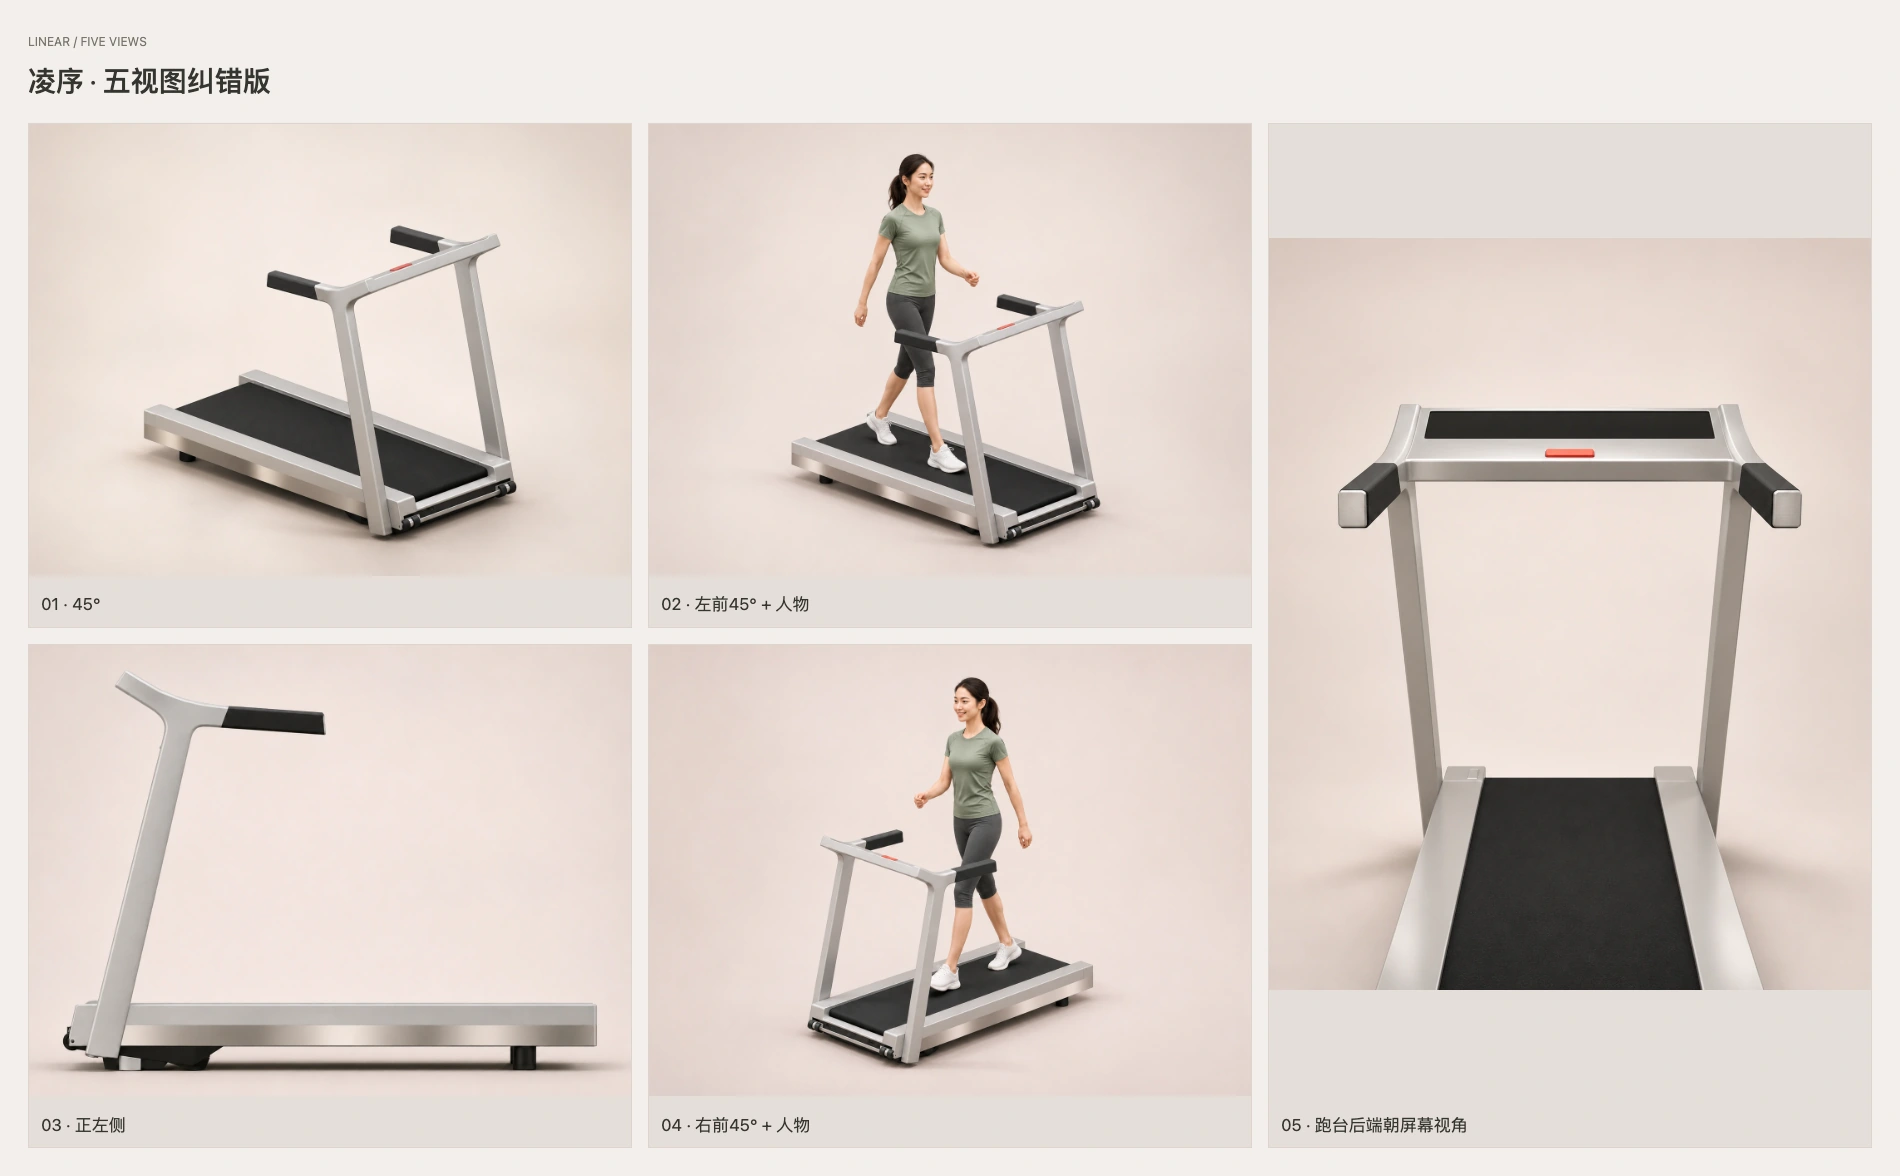 LINEAR / FIVE VIEWS
凌序 · 五视图纠错版
01 · 45°
02 · 左前45° + 人物
03 · 正左侧
04 · 右前45° + 人物
05 · 跑台后端朝屏幕视角